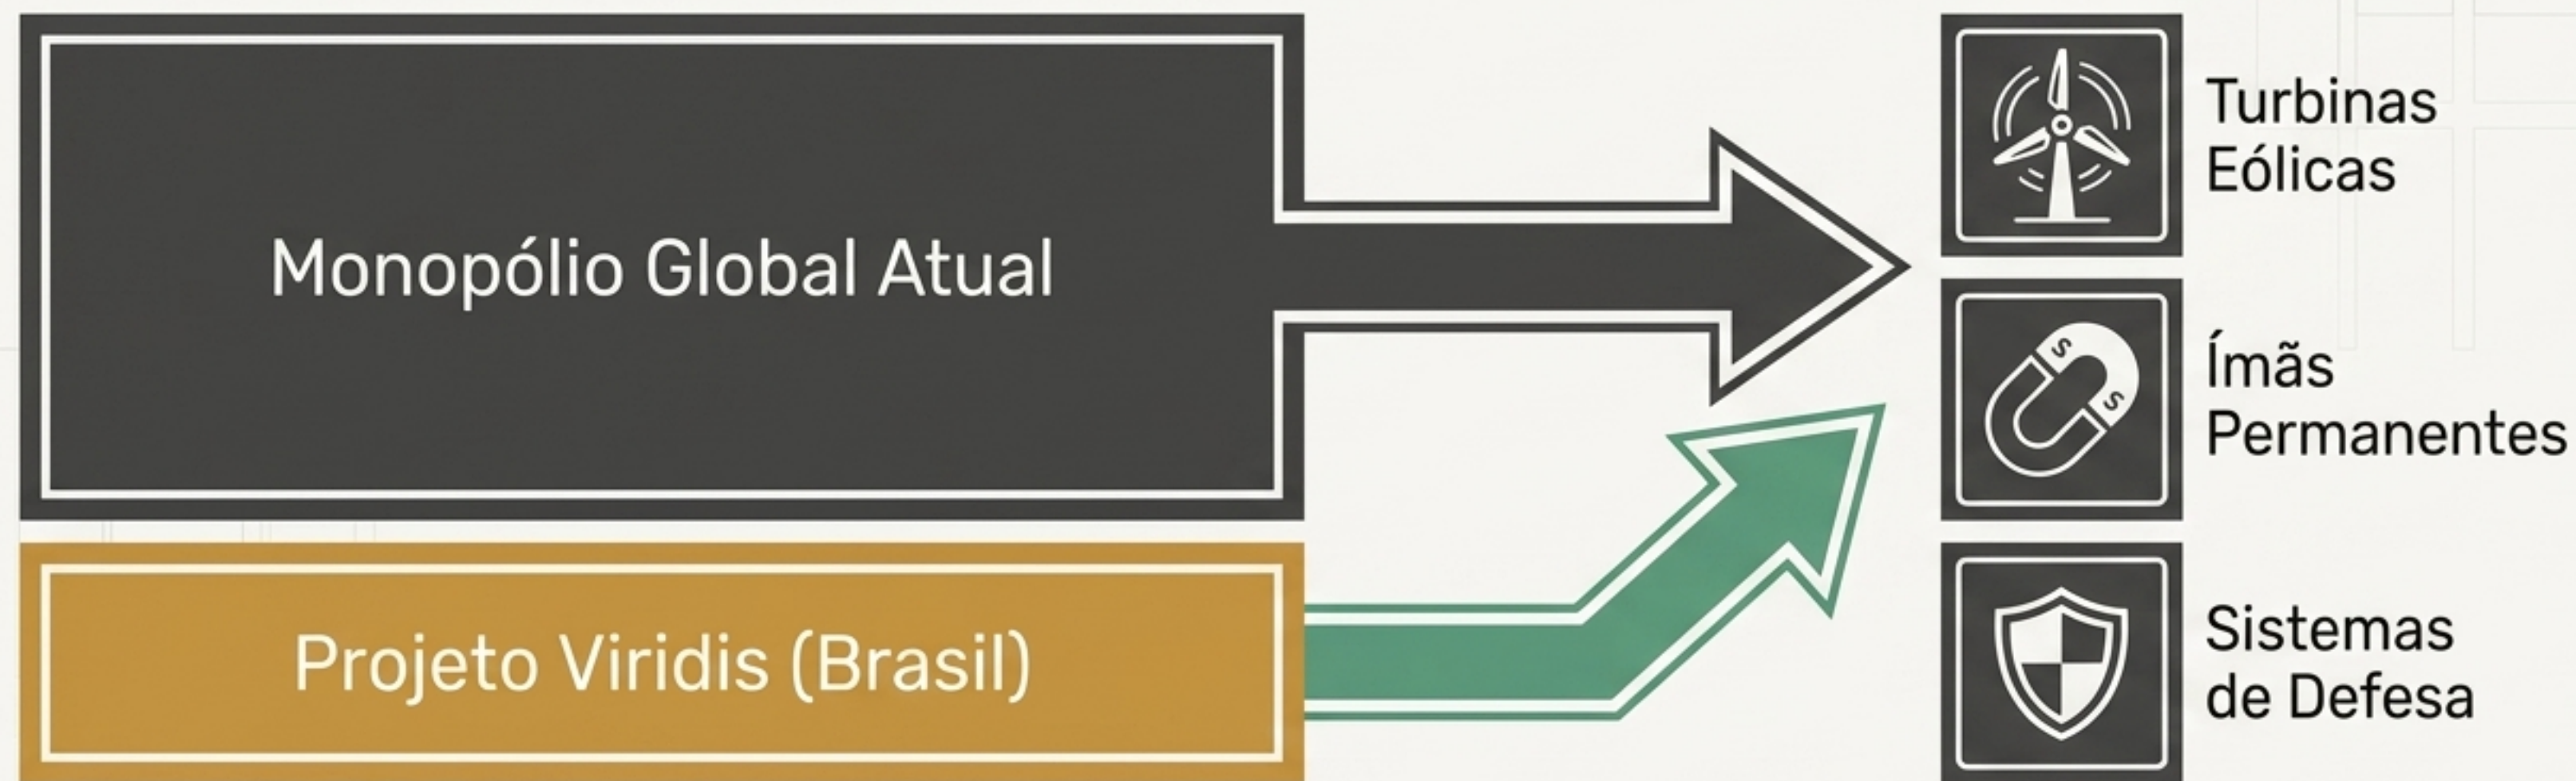 Monopólio Global Atual
Projeto Viridis (Brasil)
Turbinas
Eólicas
S
S
Ímãs
Permanentes
Sistemas
de Defesa